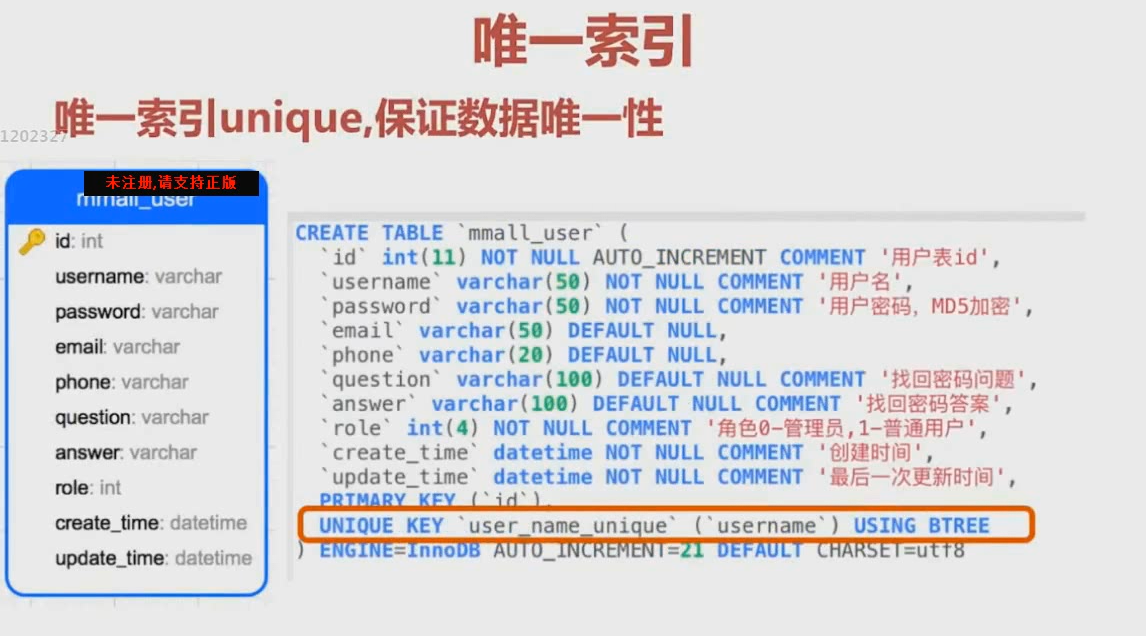 唯一索引
唯一索引unique,保证数据唯一性
1202327
未注册,请支持正版
mmall_user
id: int
username: varchar
password: varchar
email: varchar
phone: varchar
question: varchar
answer: varchar
role: int
create_time: datetime
update_time: datetime
CREATE TABLE `mmall_user` (
`id` int(11) NOT NULL AUTO_INCREMENT COMMENT '用户表id',
`username` varchar(50) NOT NULL COMMENT '用户名',
`password` varchar(50) NOT NULL COMMENT '用户密码，MD5加密',
`email` varchar(50) DEFAULT NULL,
`phone` varchar(20) DEFAULT NULL,
`question` varchar(100) DEFAULT NULL COMMENT '找回密码问题',
`answer` varchar(100) DEFAULT NULL COMMENT '找回密码答案',
`role` int(4) NOT NULL COMMENT '角色0-管理员,1-普通用户',
`create_time` datetime NOT NULL COMMENT '创建时间',
`update_time` datetime NOT NULL COMMENT '最后一次更新时间',
PRIMARY KEY (`id`),
UNIQUE KEY `user_name_unique` (`username`) USING BTREE
) ENGINE=InnoDB AUTO_INCREMENT=21 DEFAULT CHARSET=utf8